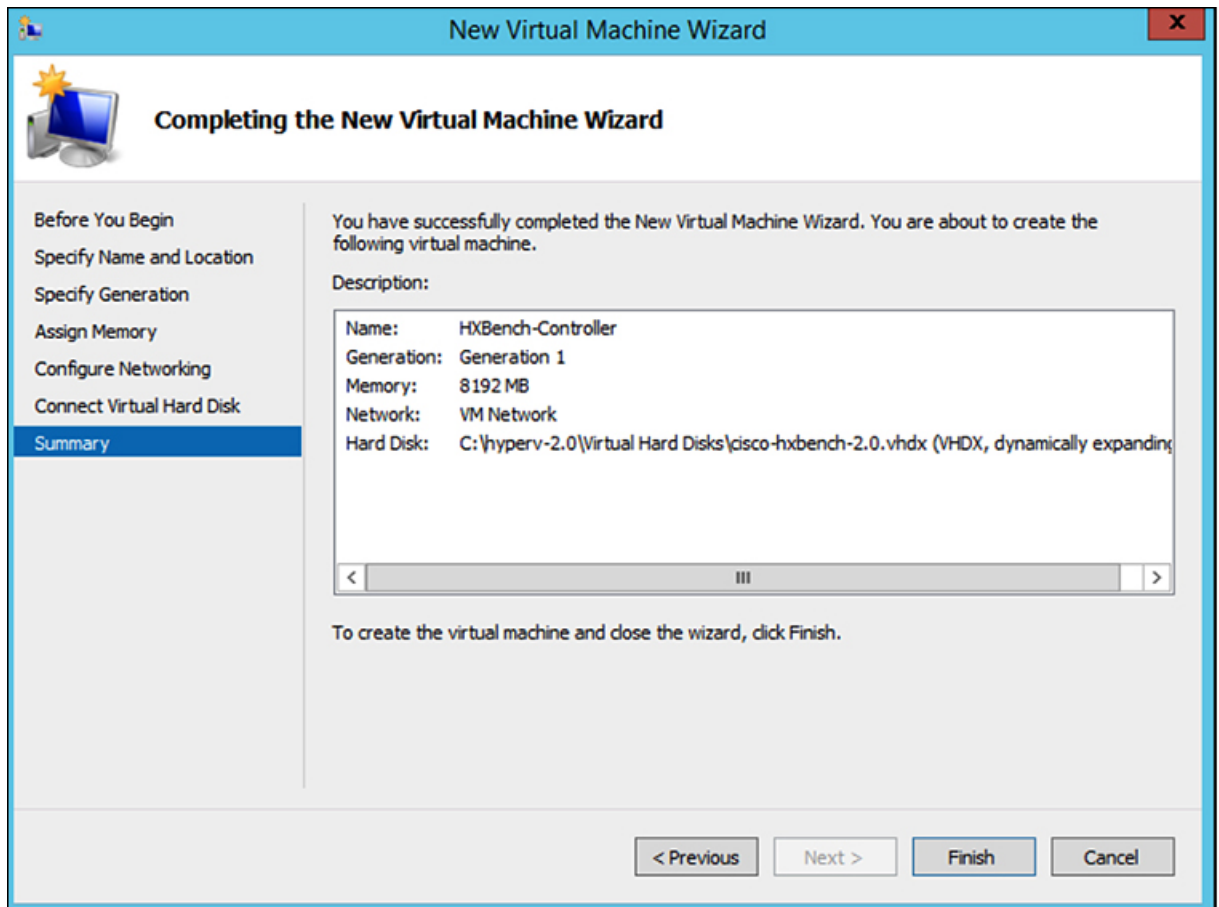 New Virtual Machine Wizard
x
Completing the New Virtual Machine Wizard
Before You Begin
Specify Name and Location
Specify Generation
Assign Memory
Configure Networking
Connect Virtual Hard Disk
Summary
You have successfully completed the New Virtual Machine Wizard. You are about to create the
following virtual machine.
Description:
Name: HXBench-Controller
Generation: Generation 1
Memory: 8192 MB
Network: VM Network
Hard Disk: C:\hyperv-2.0\Virtual Hard Disks\cisco-hxbench-2.0.vhdx (VHDX, dynamically expanding
To create the virtual machine and close the wizard, click Finish.
< Previous Next > Finish Cancel